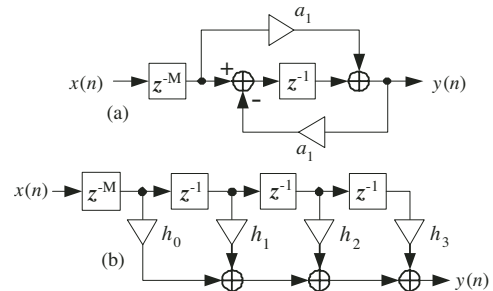 a₁
+
x(n) z⁻ᴹ z⁻¹ y(n)
-
(a)
a₁
x(n) z⁻ᴹ z⁻¹ z⁻¹ z⁻¹
h₀ h₁ h₂ h₃
(b)
y(n)